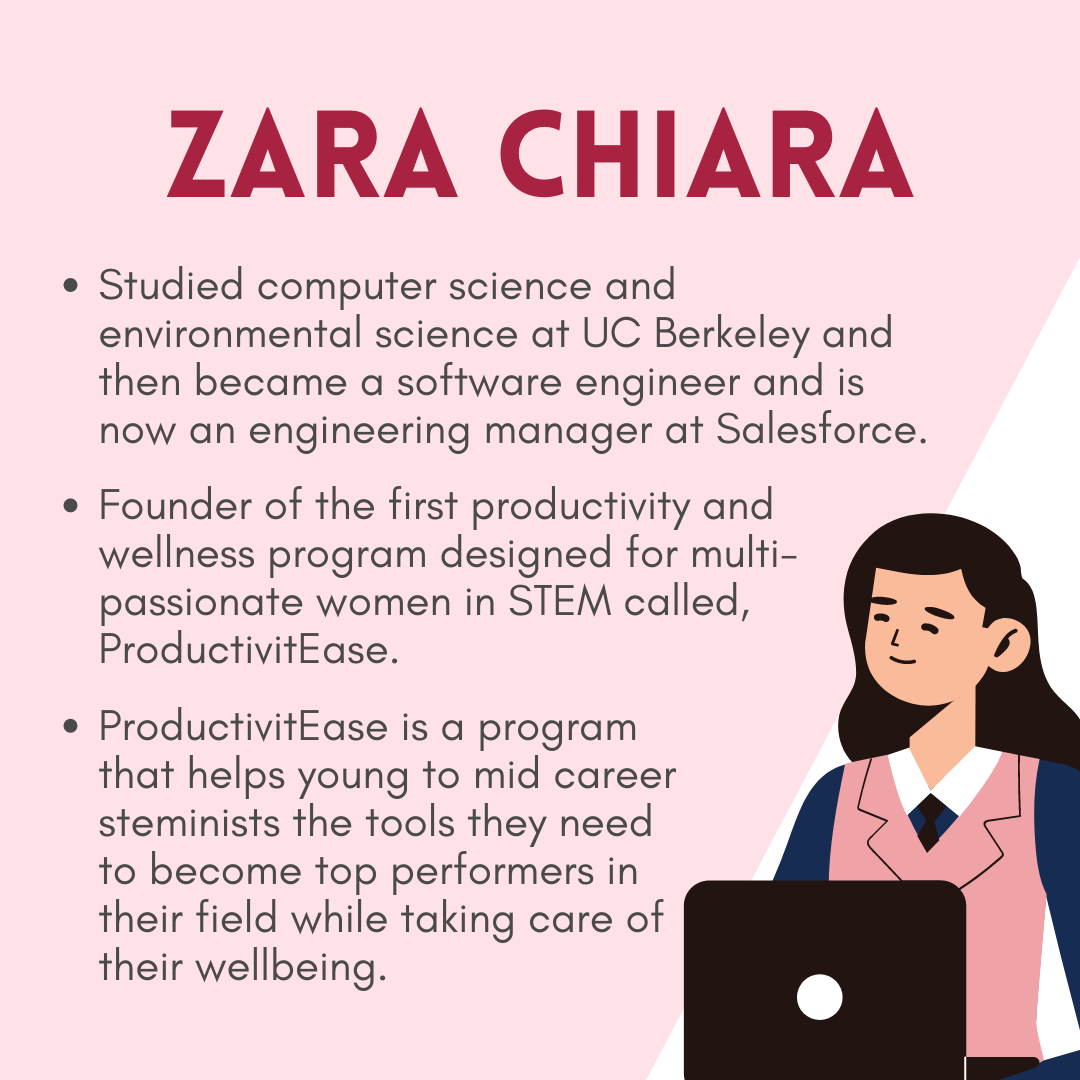 ZARA CHIARA
• Studied computer science and
environmental science at UC Berkeley and
then became a software engineer and is
now an engineering manager at Salesforce.
• Founder of the first productivity and
wellness program designed for multi-
passionate women in STEM called,
ProductivitEase.
• ProductivitEase is a program
that helps young to mid career
steminists the tools they need
to become top performers in
their field while taking care of
their wellbeing.